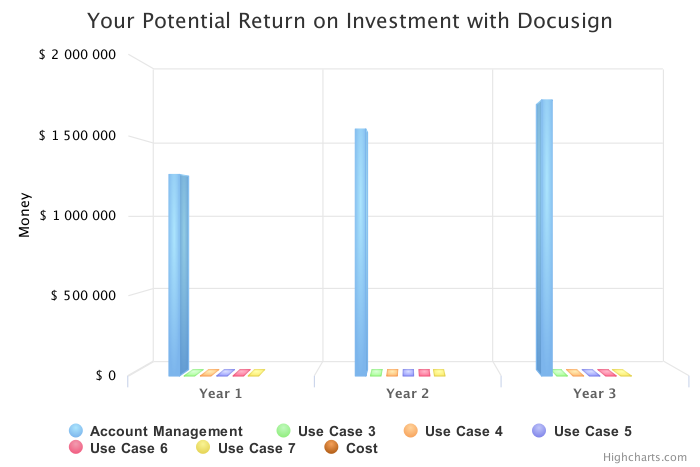 Your Potential Return on Investment with Docusign
$ 2 000 000
$ 1 500 000
$ 1 000 000
$ 500 000
$ 0
Money
Year 1
Year 2
Year 3
Account Management
Use Case 3
Use Case 4
Use Case 5
Use Case 6
Use Case 7
Cost
Highcharts.com